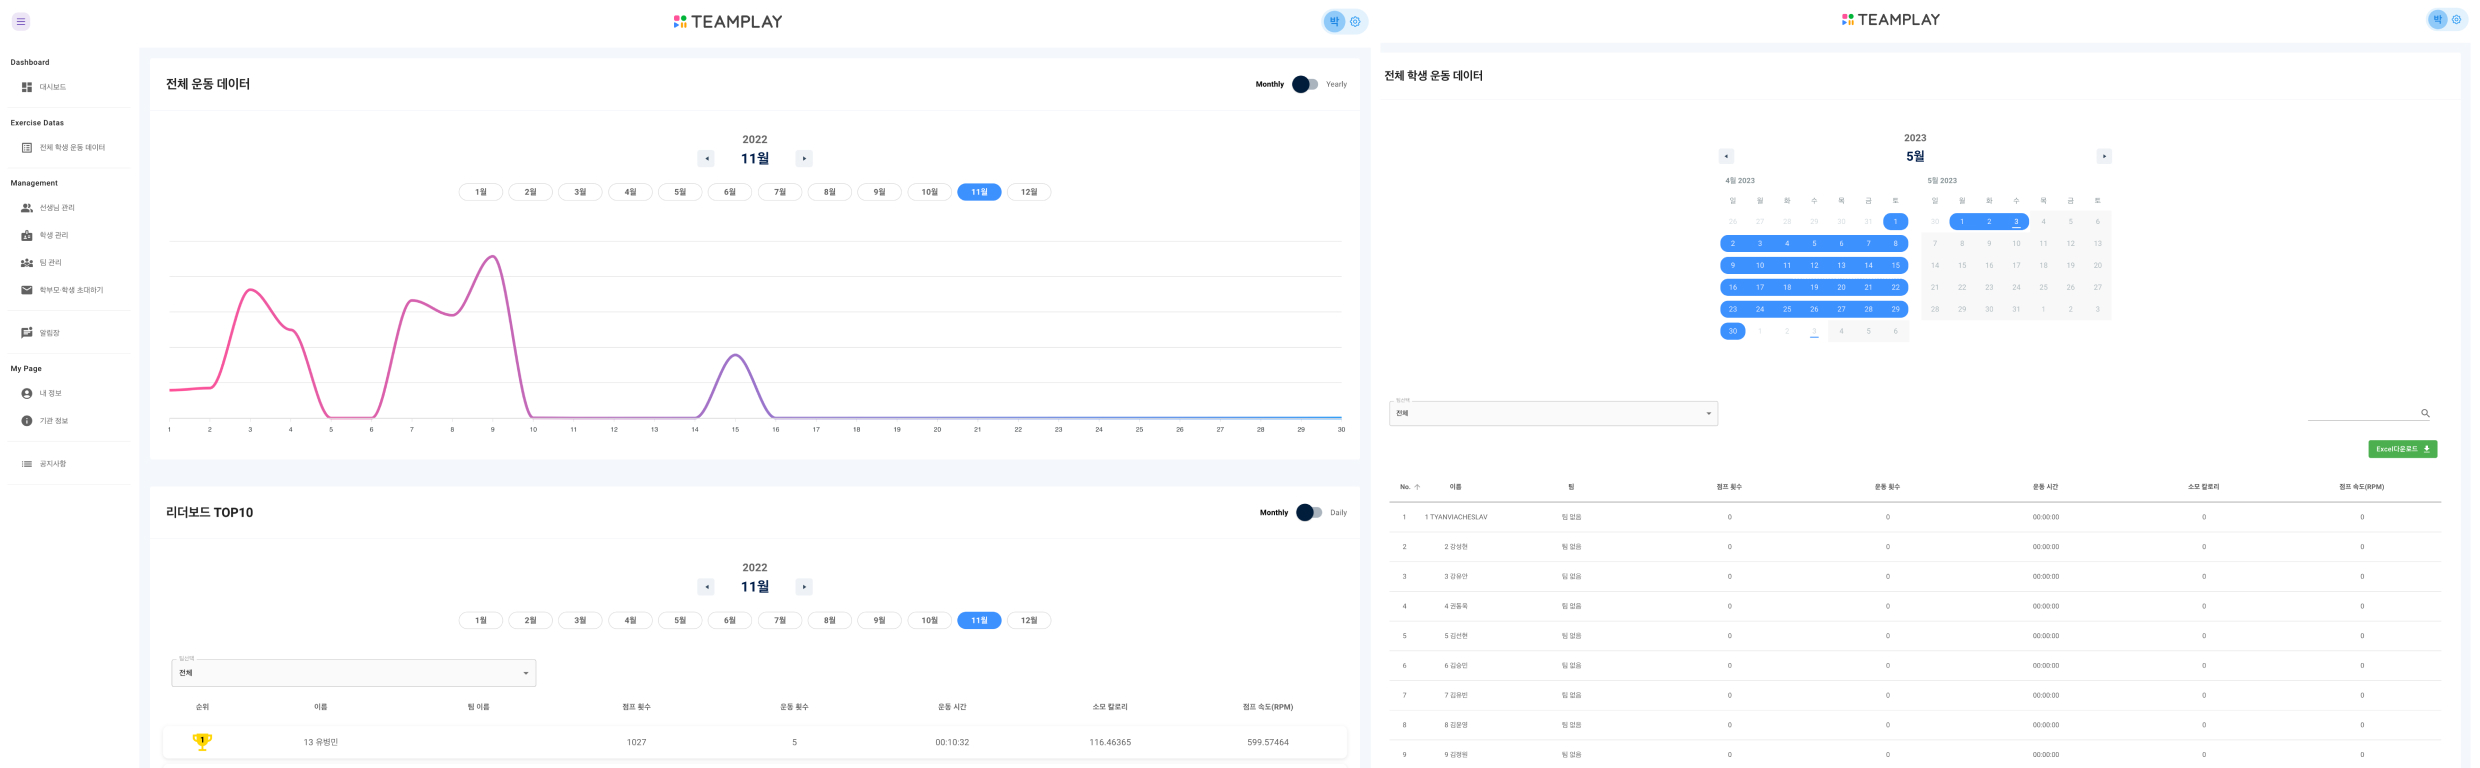 TEAMPLAY
박
Dashboard
대시보드
Exercise Datas
전체 학생 운동 데이터
Management
선생님 관리
학생 관리
팀 관리
학부모 학생 초대하기
알림장
My Page
내 정보
기관 정보
공지사항
전체 운동 데이터
Monthly Yearly
2022
11월
1월 2월 3월 4월 5월 6월 7월 8월 9월 10월 11월 12월
1 2 3 4 5 6 7 8 9 10 11 12 13 14 15 16 17 18 19 20 21 22 23 24 25 26 27 28 29 30
리더보드 TOP10
Monthly Daily
2022
11월
1월 2월 3월 4월 5월 6월 7월 8월 9월 10월 11월 12월
팀선택
전체
순위 이름 팀 이름 점프 횟수 운동 횟수 운동 시간 소모 칼로리 점프 속도(RPM)
1 13 유병민 1027 5 00:10:32 116.46365 599.57464
TEAMPLAY
박
전체 학생 운동 데이터
2023
5월
4월 2023
일 월 화 수 목 금 토
26 27 28 29 30 31 1
2 3 4 5 6 7 8
9 10 11 12 13 14 15
16 17 18 19 20 21 22
23 24 25 26 27 28 29
30 1 2 3 4 5 6
5월 2023
일 월 화 수 목 금 토
30 1 2 3 4 5 6
7 8 9 10 11 12 13
14 15 16 17 18 19 20
21 22 23 24 25 26 27
28 29 30 31 1 2 3
팀선택
전체
Excel다운로드
No. 이름 팀 점프 횟수 운동 횟수 운동 시간 소모 칼로리 점프 속도(RPM)
1 1 TYANVIACHESLAV 팀 없음 0 0 00:00:00 0 0
2 2 강성현 팀 없음 0 0 00:00:00 0 0
3 3 강유안 팀 없음 0 0 00:00:00 0 0
4 4 권동욱 팀 없음 0 0 00:00:00 0 0
5 5 김선현 팀 없음 0 0 00:00:00 0 0
6 6 김승민 팀 없음 0 0 00:00:00 0 0
7 7 김유빈 팀 없음 0 0 00:00:00 0 0
8 8 김운영 팀 없음 0 0 00:00:00 0 0
9 9 김정원 팀 없음 0 0 00:00:00 0 0